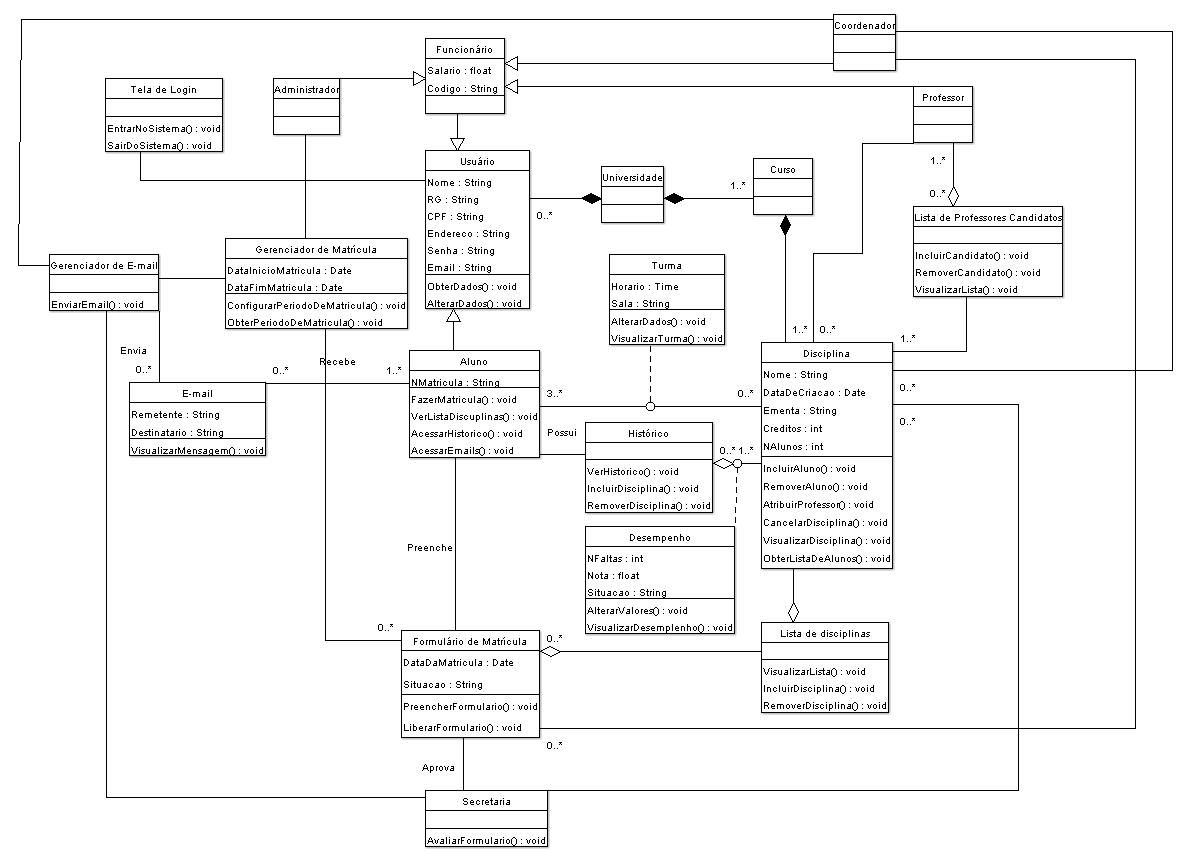 Coordenador
Funcionário
Salario : float
Codigo : String
Tela de Login
EntrarNoSistema() : void
SairDoSistema() : void
Administrador
Professor
1..*
0..*
Usuário
Nome : String
RG : String
CPF : String
Endereco : String
Senha : String
Email : String
ObterDados() : void
AlterarDados() : void
0..*
Universidade
1..*
Curso
Lista de Professores Candidatos
IncluirCandidato() : void
RemoverCandidato() : void
VisualizarLista() : void
Gerenciador de Matrícula
DataInicioMatricula : Date
DataFimMatricula : Date
ConfigurarPeriodoDeMatricula() : void
ObterPeriodoDeMatricula() : void
Gerenciador de E-mail
EnviarEmail() : void
Turma
Horario : Time
Sala : String
AlterarDados() : void
VisualizarTurma() : void
1..*
0..*
1..*
Envia
0..*
Recebe
0..*
1..*
E-mail
Remetente : String
Destinatario : String
VisualizarMensagem() : void
Aluno
NMatricula : String
FazerMatricula() : void
VerListaDiscuplinas() : void
AcessarHistorico() : void
AcessarEmails() : void
3..*
0..*
Disciplina
Nome : String
DataDeCriacao : Date
Ementa : String
Creditos : int
NAlunos : int
IncluirAluno() : void
RemoverAluno() : void
AtribuirProfessor() : void
CancelarDisciplina() : void
VisualizarDisciplina() : void
ObterListaDeAlunos() : void
0..*
0..*
Possui
Histórico
VerHistorico() : void
IncluirDisciplina() : void
RemoverDisciplina() : void
0..*
1..*
Desempenho
NFaltas : int
Nota : float
Situacao : String
AlterarValores() : void
VisualizarDesemplenho() : void
Preenche
0..*
Formulário de Matrícula
DataDaMatricula : Date
Situacao : String
PreencherFormulario() : void
LiberarFormulario() : void
0..*
0..*
Lista de disciplinas
VisualizarLista() : void
IncluirDisciplina() : void
RemoverDisciplina() : void
Aprova
Secretaria
AvaliarFormulario() : void